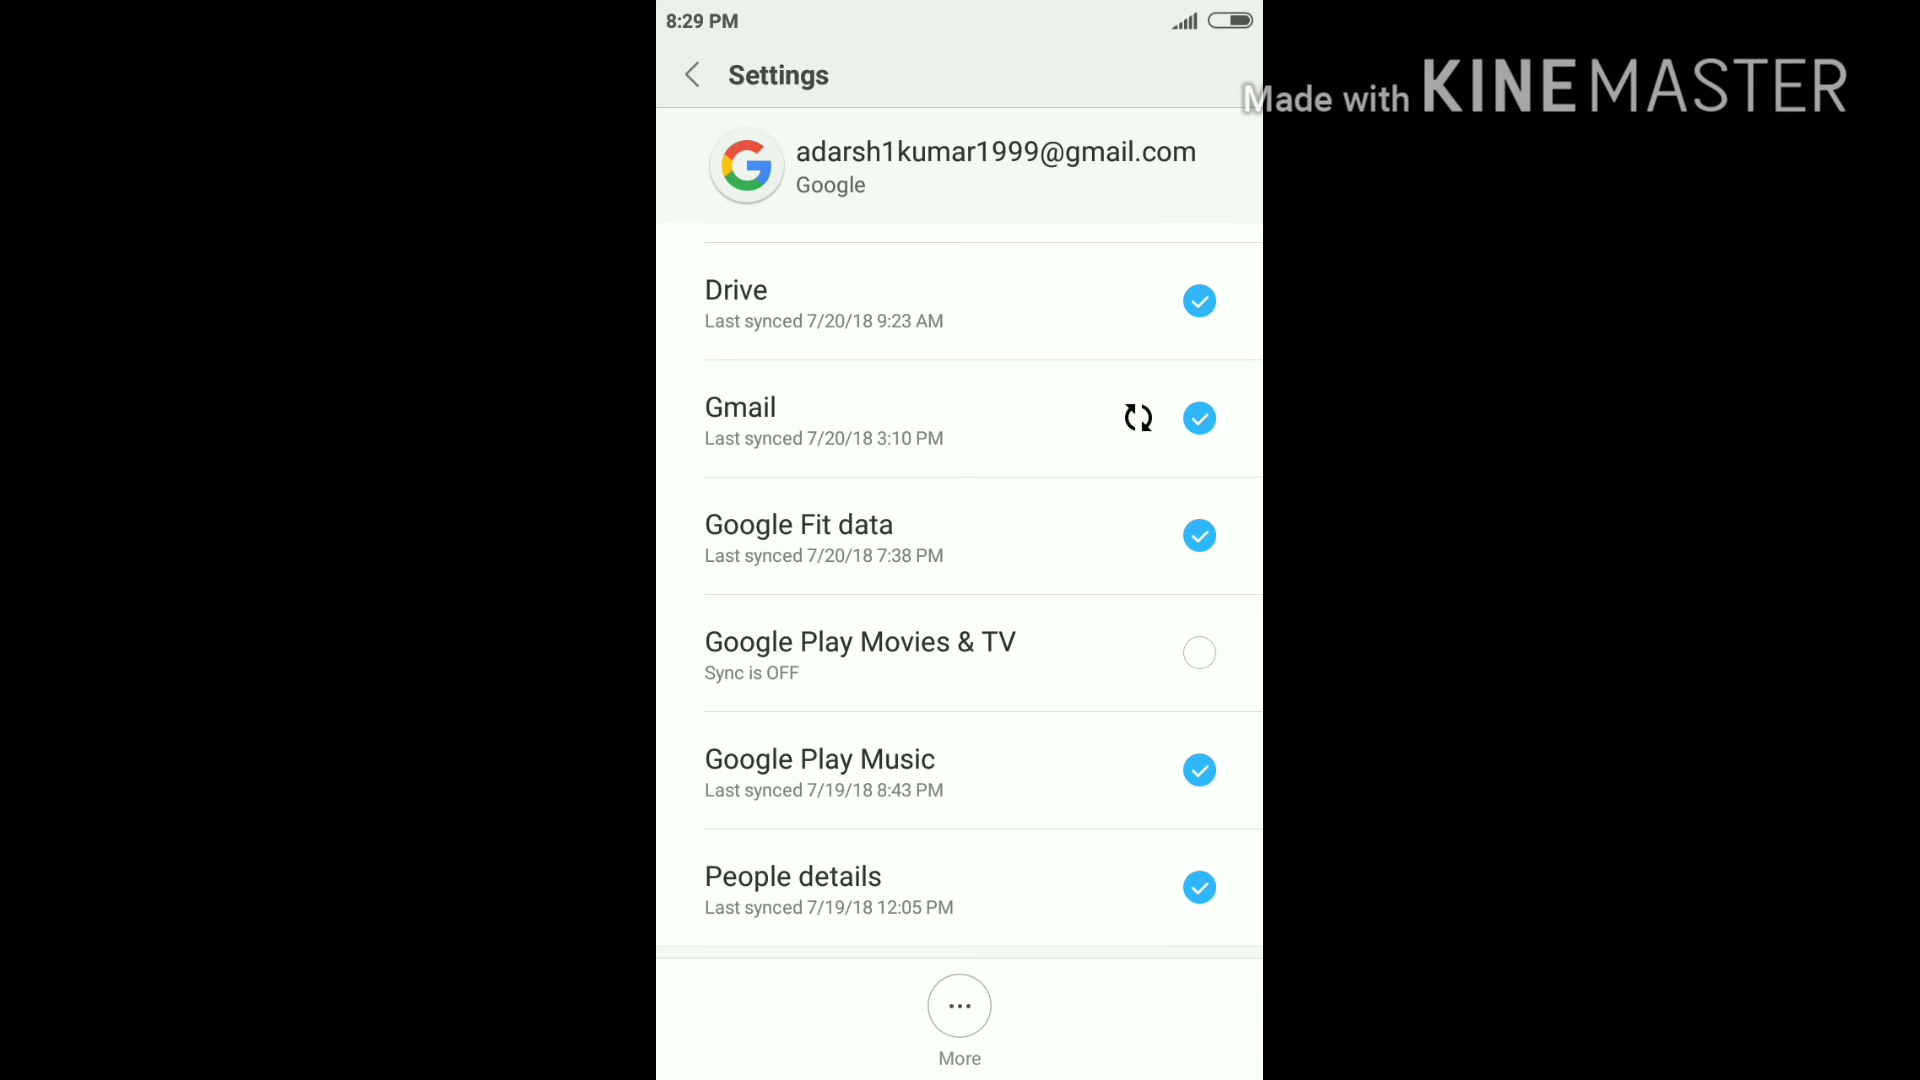 8:29 PM
Settings
Made with KINEMASTER
adarsh1kumar1999@gmail.com
Google
Drive
Last synced 7/20/18 9:23 AM
Gmail
Last synced 7/20/18 3:10 PM
Google Fit data
Last synced 7/20/18 7:38 PM
Google Play Movies & TV
Sync is OFF
Google Play Music
Last synced 7/19/18 8:43 PM
People details
Last synced 7/19/18 12:05 PM
More